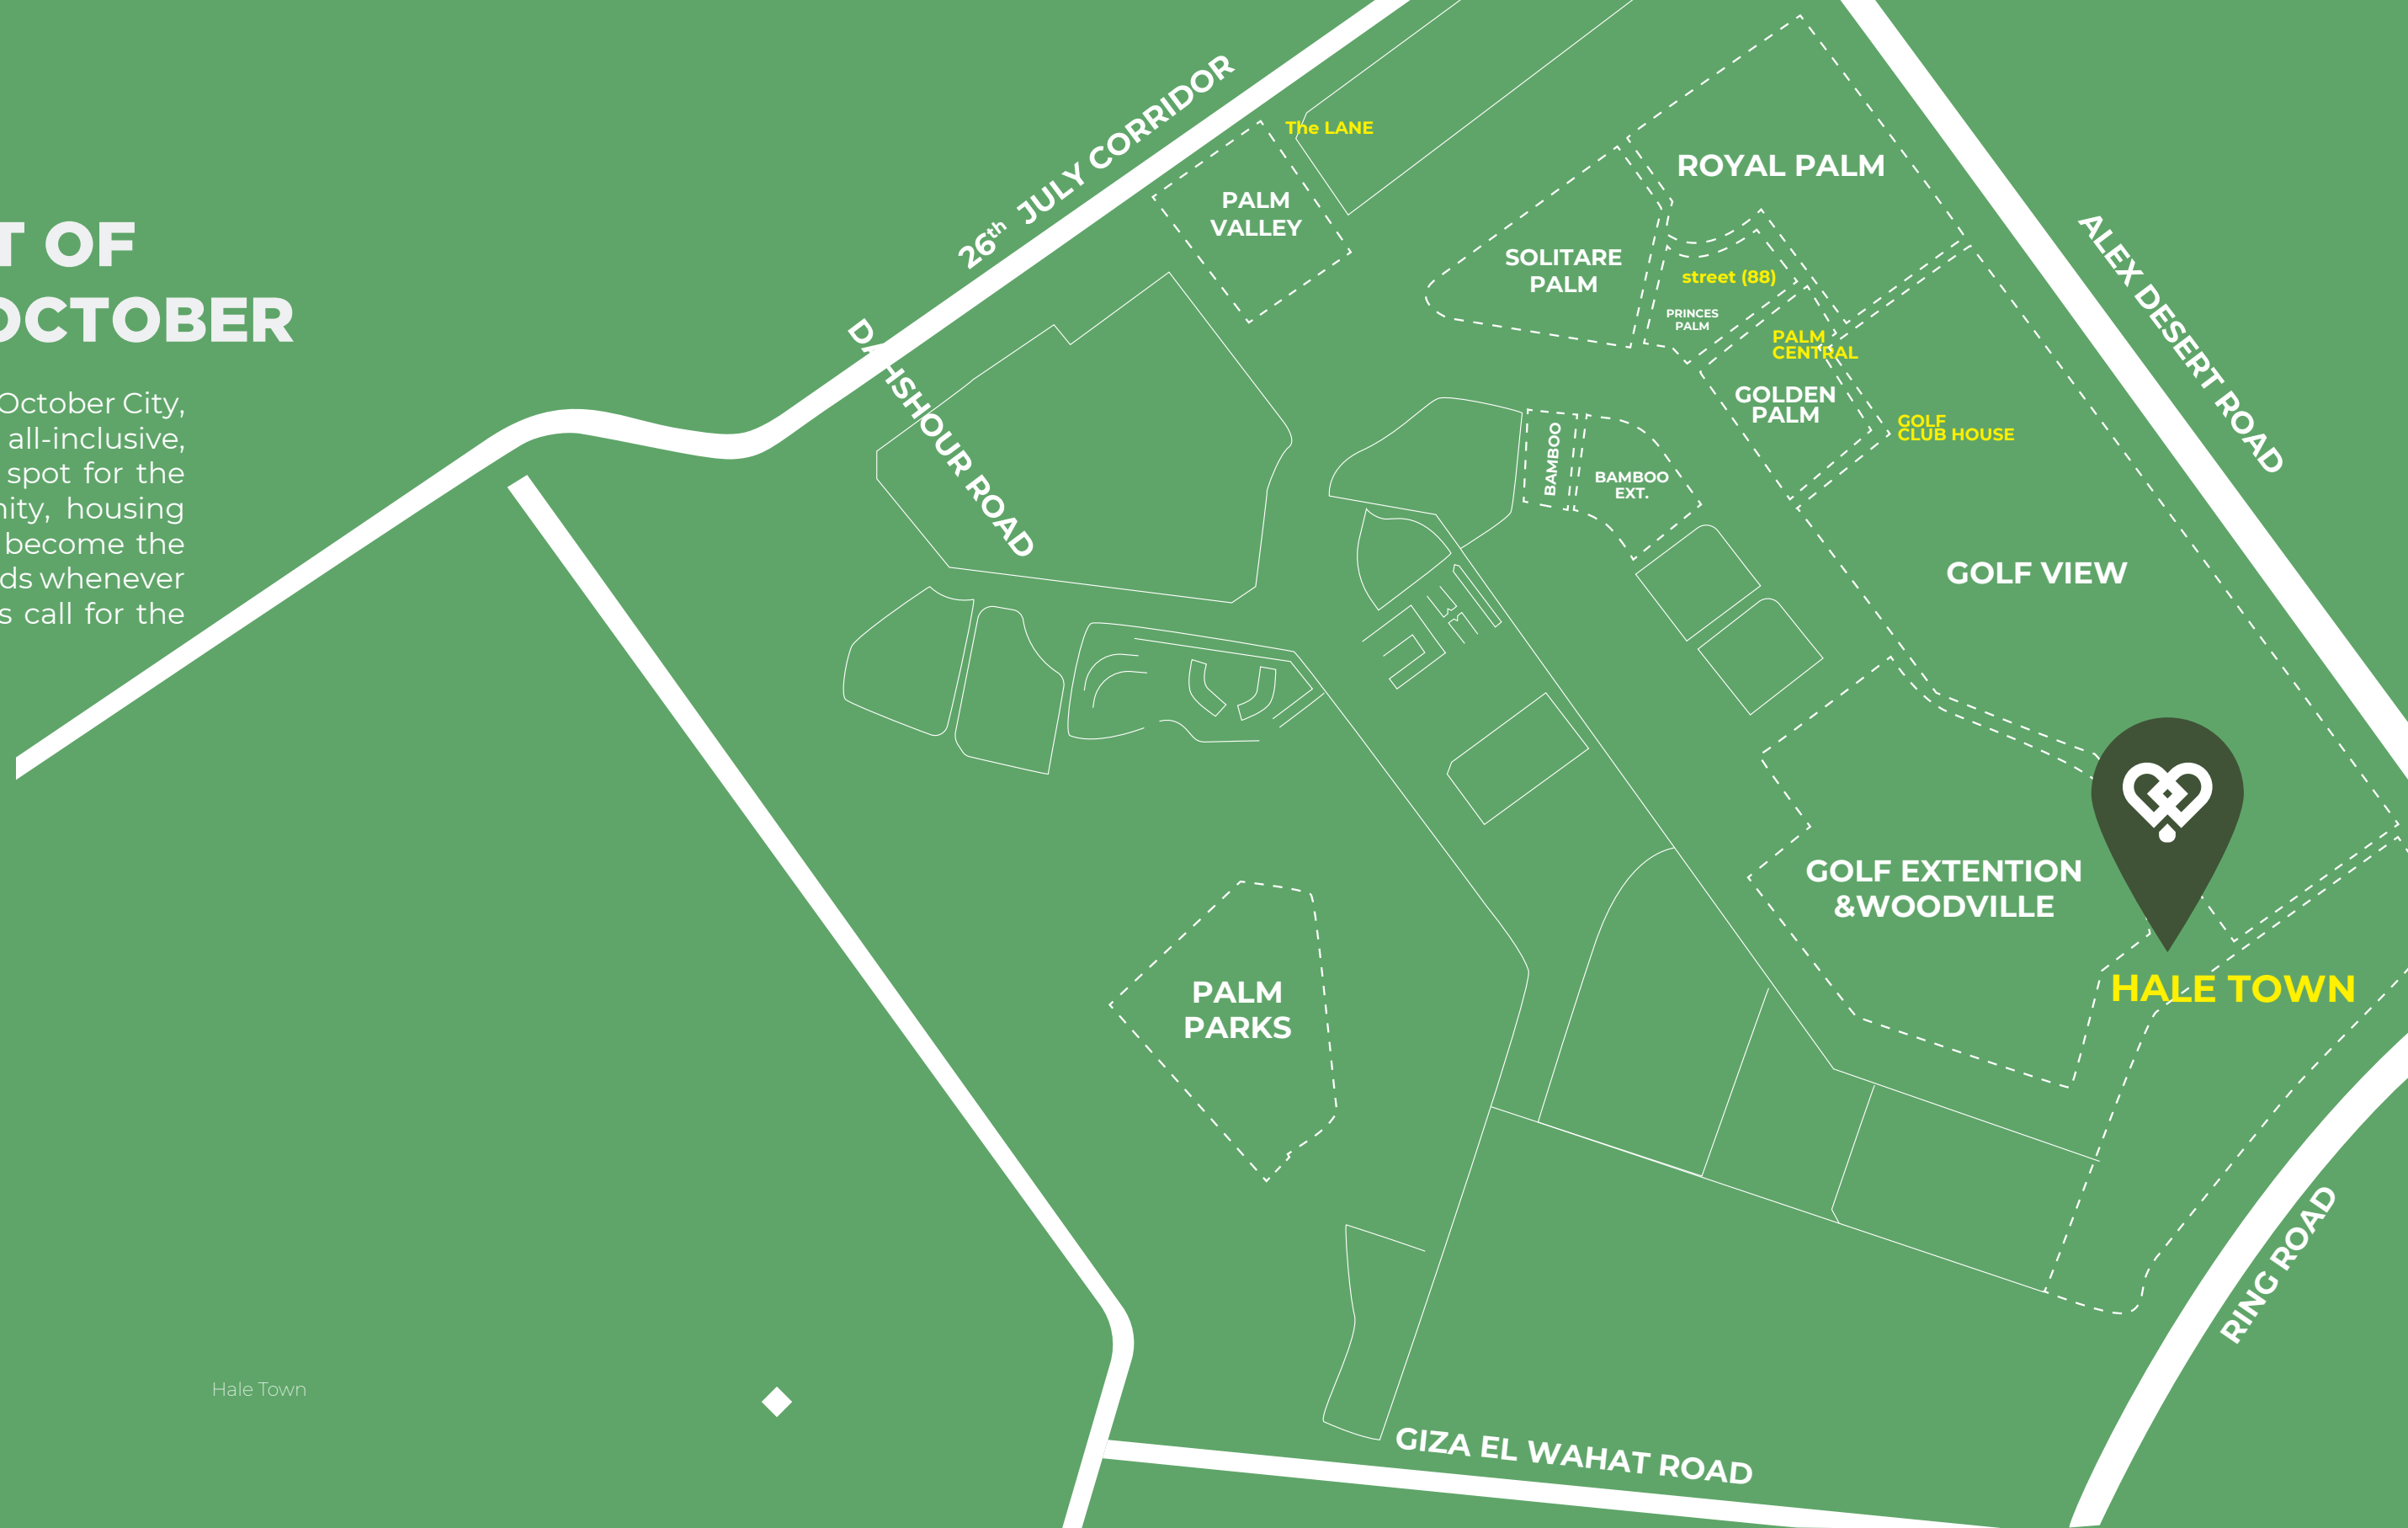 T OF
OCTOBER
October City,
all-inclusive,
spot for the
nity, housing
become the
ds whenever
s call for the
Hale Town
26th JULY CORRIDOR
DAHSHOUR ROAD
The LANE
PALM
VALLEY
ROYAL PALM
SOLITARE
PALM
street (88)
PRINCES
PALM
PALM
CENTRAL
GOLDEN
PALM
GOLF
CLUB HOUSE
ALEX DESERT ROAD
BAMBOO
BAMBOO
EXT.
GOLF VIEW
GOLF EXTENTION
&WOODVILLE
HALE TOWN
PALM
PARKS
RING ROAD
GIZA EL WAHAT ROAD